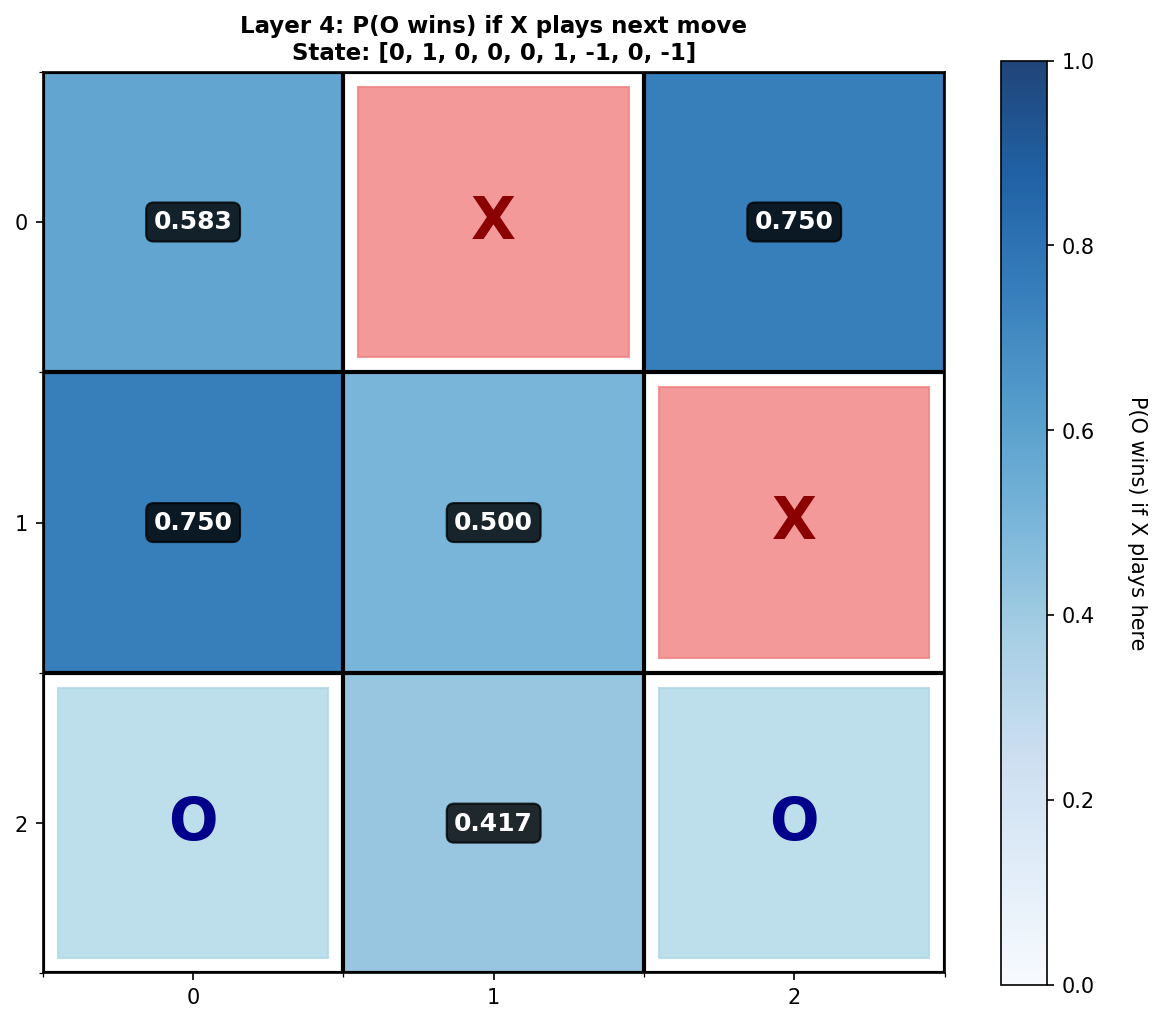 Layer 4: P(O wins) if X plays next move
State: [0, 1, 0, 0, 0, 1, -1, 0, -1]
0.583
X
0.750
0.750
0.500
X
O
0.417
O
0
1
2
0
1
2
1.0
0.8
0.6
0.4
0.2
0.0
P(O wins) if X plays here